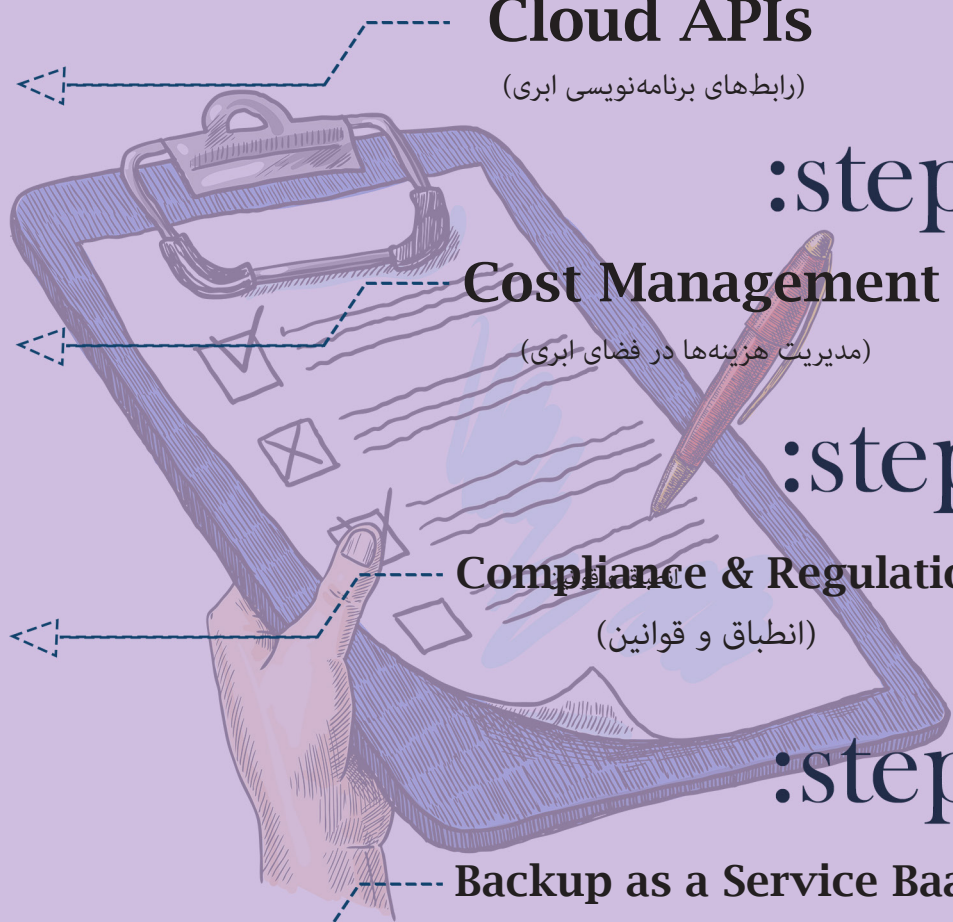 Cloud APIs
(رابط‌های برنامه‌نویسی ابری)
:step
Cost Management
(مدیریت هزینه‌ها در فضای ابری)
:step
Compliance & Regulatio
(انطباق و قوانین)
:step
Backup as a Service Baa